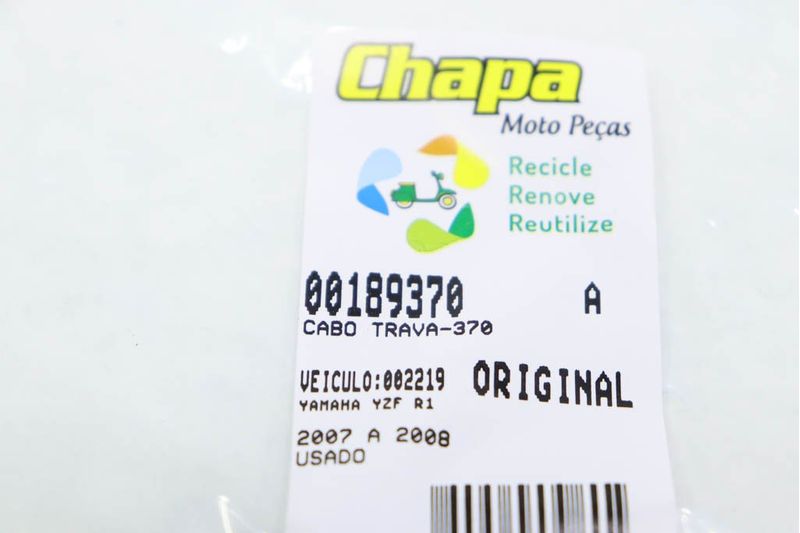 Chapa
Moto Peças
Recicle
Renove
Reutilize
00189370 A
CABO TRAVA-370
VEICULO:002219 ORIGINAL
YAMAHA YZF R1
2007 A 2008
USADO